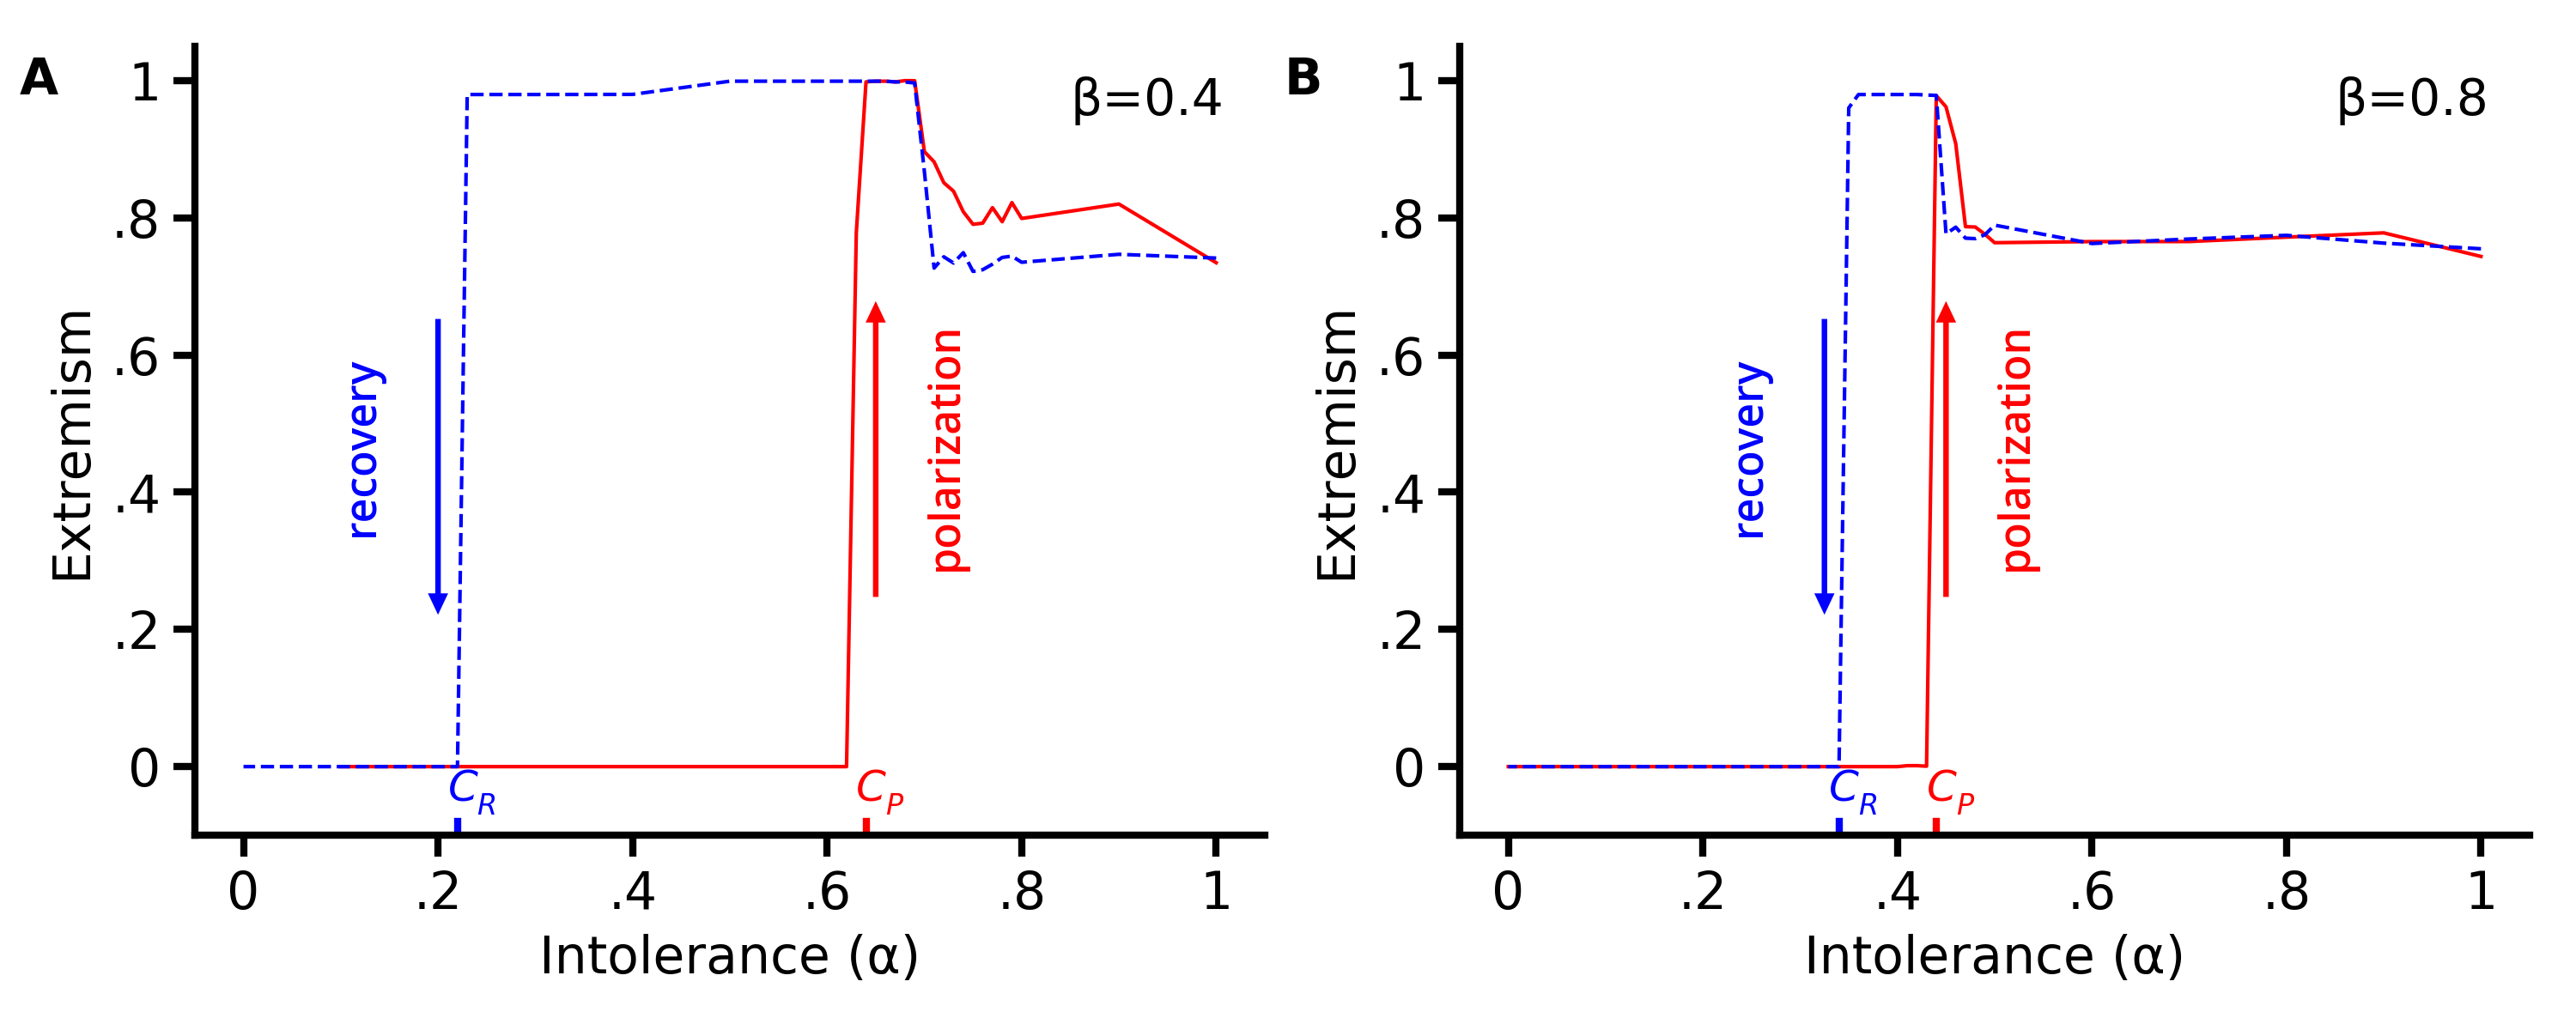 A
β=0.4
Extremism
1
.8
.6
.4
.2
0
recovery
polarization
C_R
C_P
0 .2 .4 .6 .8 1
Intolerance (α)
B
β=0.8
Extremism
1
.8
.6
.4
.2
0
recovery
polarization
C_R
C_P
0 .2 .4 .6 .8 1
Intolerance (α)